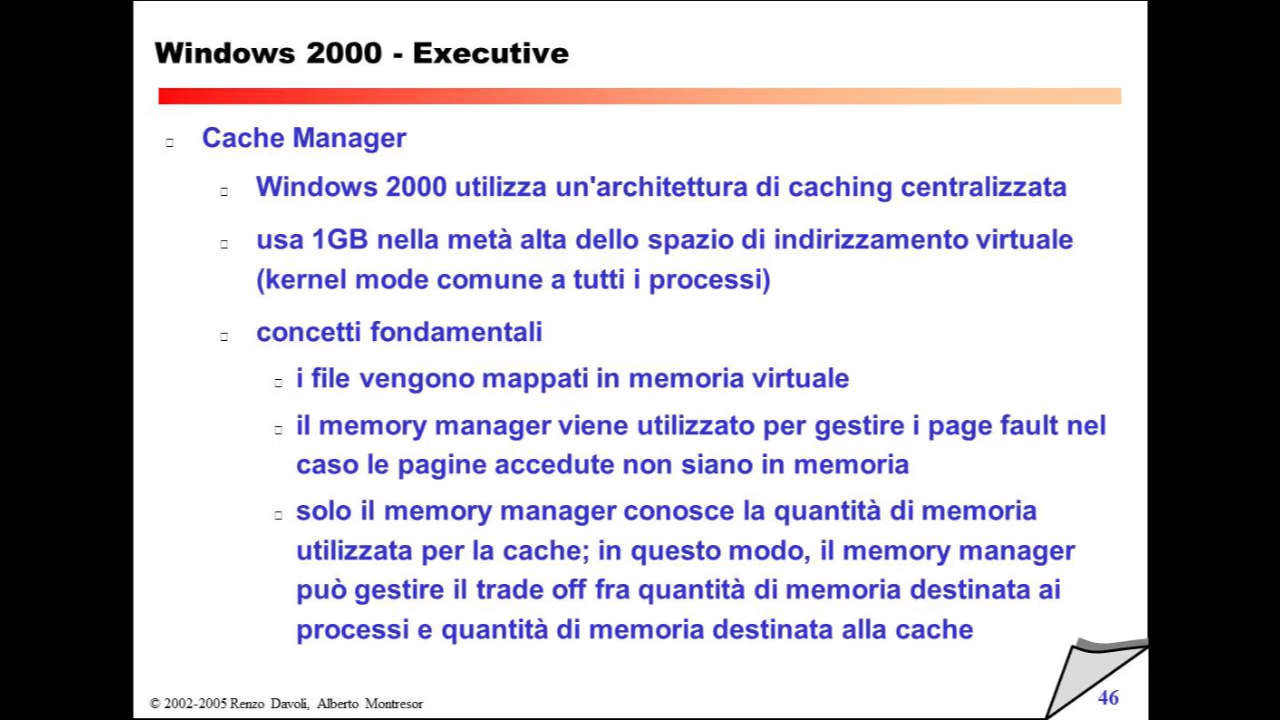 Windows 2000 - Executive
Cache Manager
Windows 2000 utilizza un'architettura di caching centralizzata
usa 1GB nella metà alta dello spazio di indirizzamento virtuale
(kernel mode comune a tutti i processi)
concetti fondamentali
i file vengono mappati in memoria virtuale
il memory manager viene utilizzato per gestire i page fault nel
caso le pagine accedute non siano in memoria
solo il memory manager conosce la quantità di memoria
utilizzata per la cache; in questo modo, il memory manager
può gestire il trade off fra quantità di memoria destinata ai
processi e quantità di memoria destinata alla cache
© 2002-2005 Renzo Davoli, Alberto Montresor
46